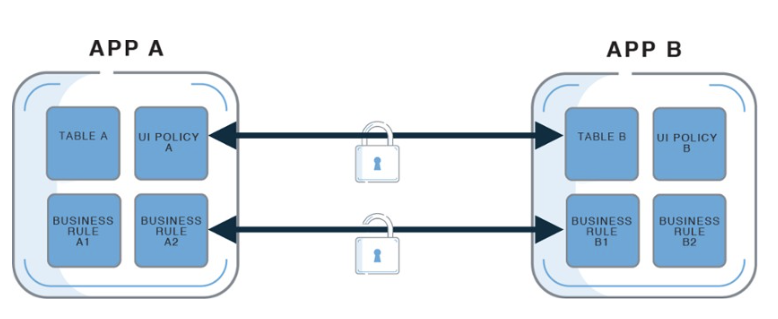 APP A
APP B
TABLE A
UI POLICY
A
TABLE B
UI POLICY
B
BUSINESS
RULE
A1
BUSINESS
RULE
A2
BUSINESS
RULE
B1
BUSINESS
RULE
B2